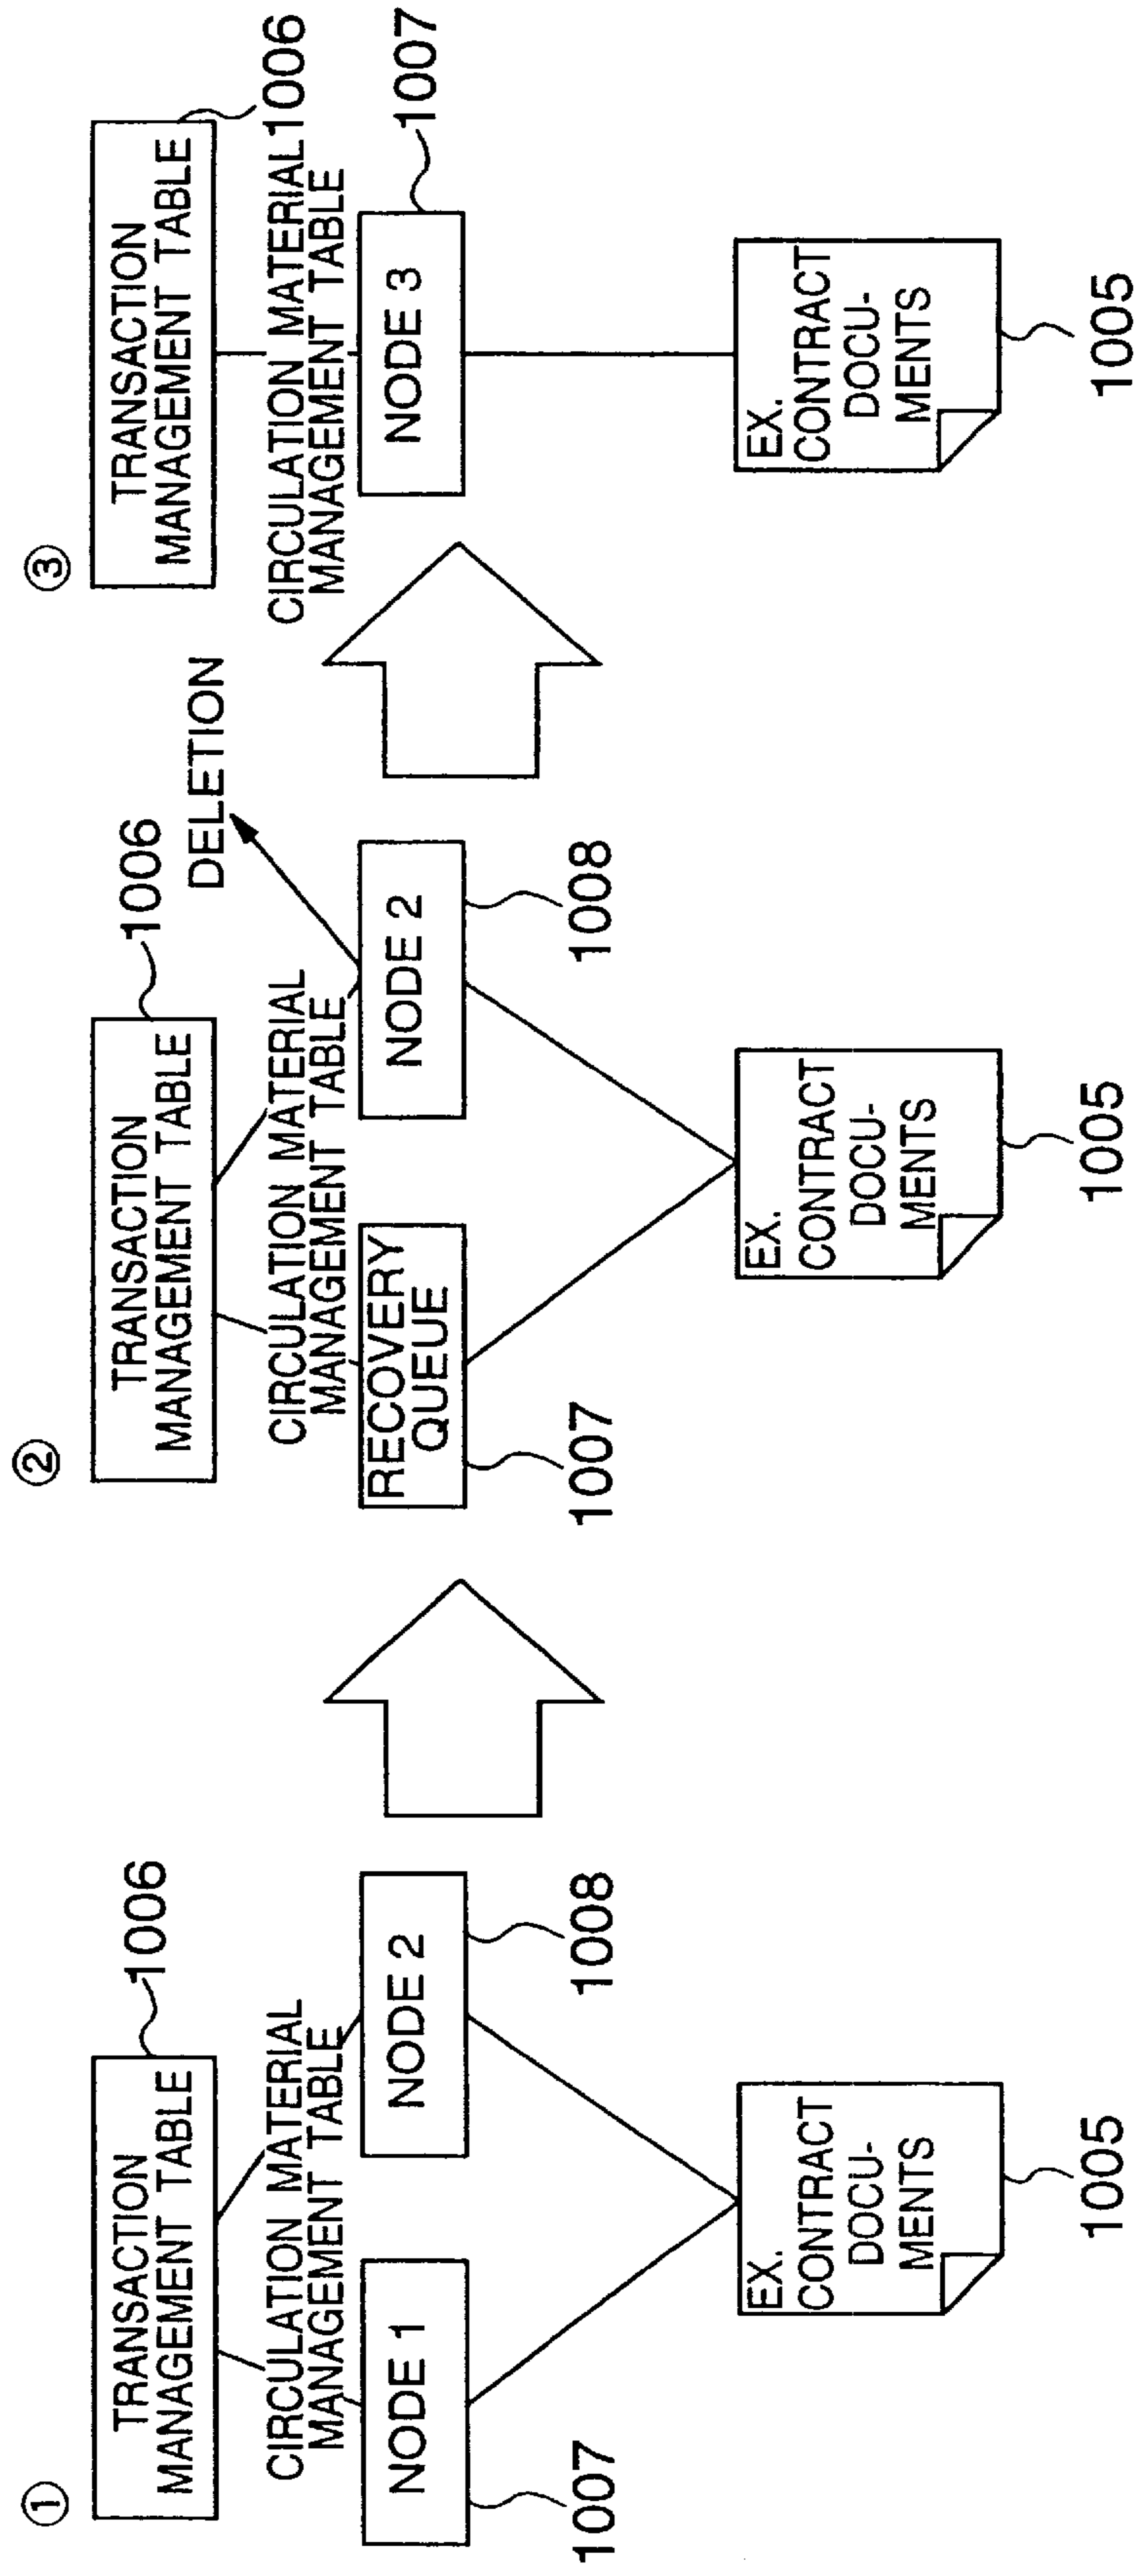 ①
TRANSACTION
MANAGEMENT TABLE
1006
CIRCULATION MATERIAL
MANAGEMENT TABLE
NODE 1
1007
NODE 2
1008
EX.
CONTRACT
DOCU-
MENTS
1005
②
TRANSACTION
MANAGEMENT TABLE
1006
DELETION
CIRCULATION MATERIAL
MANAGEMENT TABLE
RECOVERY
QUEUE
1007
NODE 2
1008
EX.
CONTRACT
DOCU-
MENTS
1005
③
TRANSACTION
MANAGEMENT TABLE
1006
CIRCULATION MATERIAL
MANAGEMENT TABLE
NODE 3
1007
EX.
CONTRACT
DOCU-
MENTS
1005